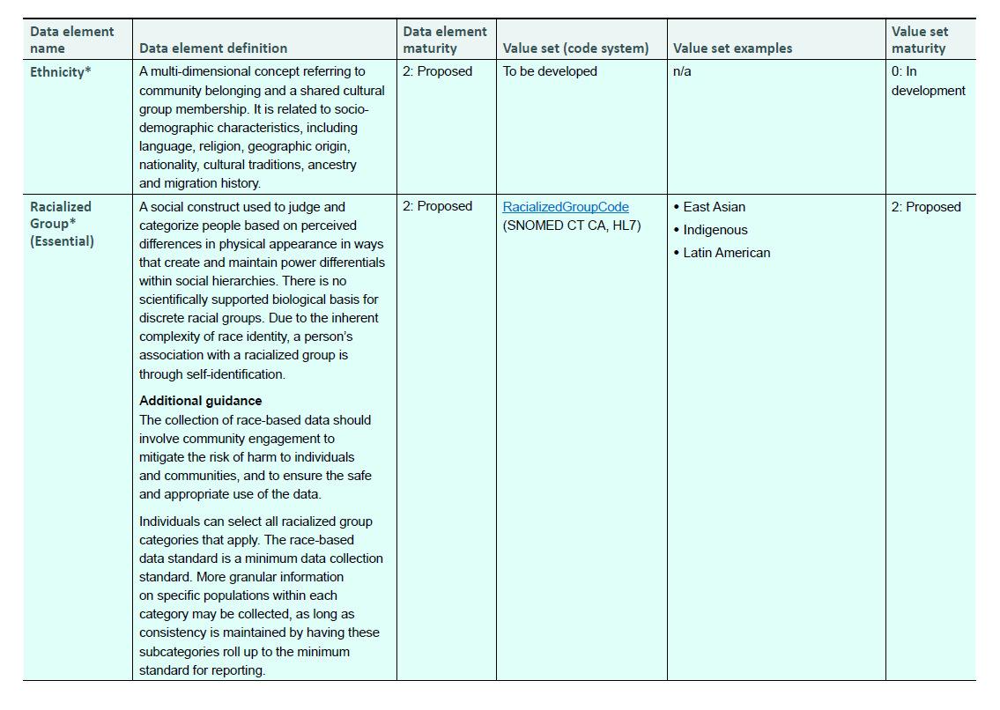 Data element name
Data element definition
Data element maturity
Value set (code system)
Value set examples
Value set maturity
Ethnicity*
A multi-dimensional concept referring to
community belonging and a shared cultural
group membership. It is related to socio-
demographic characteristics, including
language, religion, geographic origin,
nationality, cultural traditions, ancestry
and migration history.
2: Proposed
To be developed
n/a
0: In
development
Racialized
Group*
(Essential)
A social construct used to judge and
categorize people based on perceived
differences in physical appearance in ways
that create and maintain power differentials
within social hierarchies. There is no
scientifically supported biological basis for
discrete racial groups. Due to the inherent
complexity of race identity, a person’s
association with a racialized group is
through self-identification.
Additional guidance
The collection of race-based data should
involve community engagement to
mitigate the risk of harm to individuals
and communities, and to ensure the safe
and appropriate use of the data.
Individuals can select all racialized group
categories that apply. The race-based
data standard is a minimum data collection
standard. More granular information
on specific populations within each
category may be collected, as long as
consistency is maintained by having these
subcategories roll up to the minimum
standard for reporting.
2: Proposed
RacializedGroupCode
(SNOMED CT CA, HL7)
• East Asian
• Indigenous
• Latin American
2: Proposed